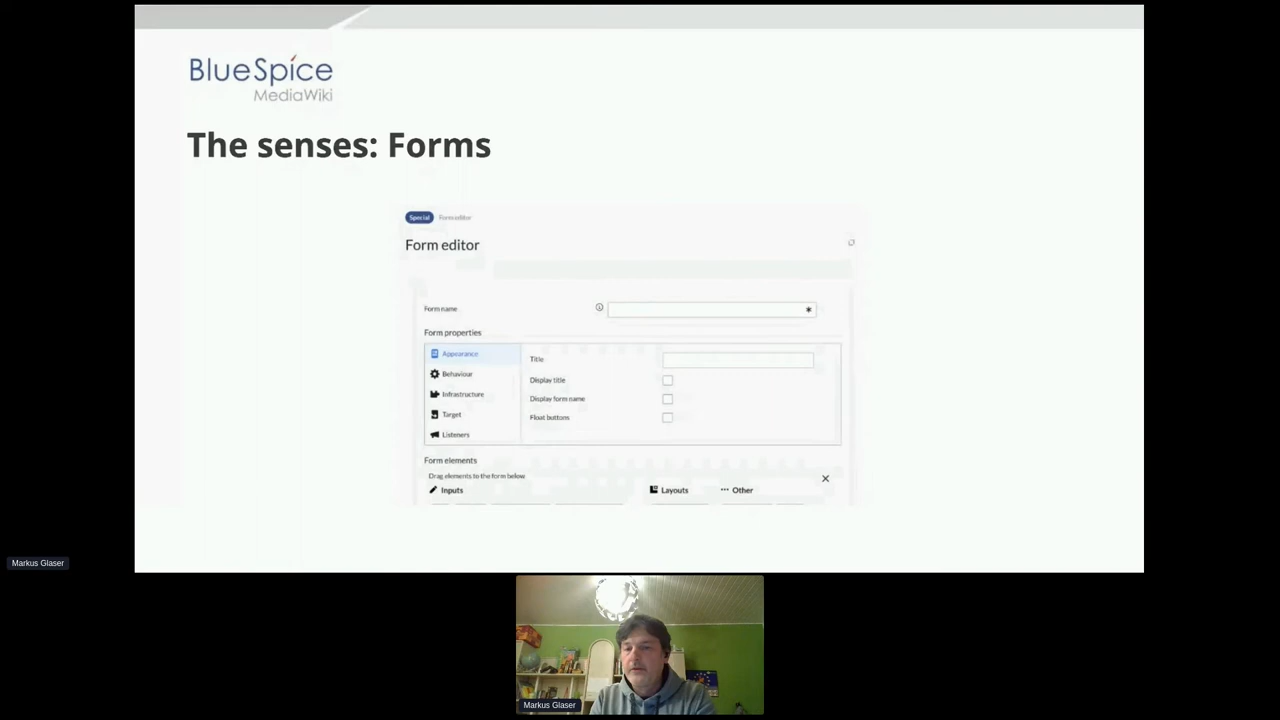 BlueSpice
MediaWiki
The senses: Forms
Special Form editor
Form editor
Form name *
Form properties
Appearance
Behaviour
Infrastructure
Target
Listeners
Title
Display title
Display form name
Float buttons
Form elements
Drag elements to the form below
Inputs Layouts Other
Markus Glaser
Markus Glaser